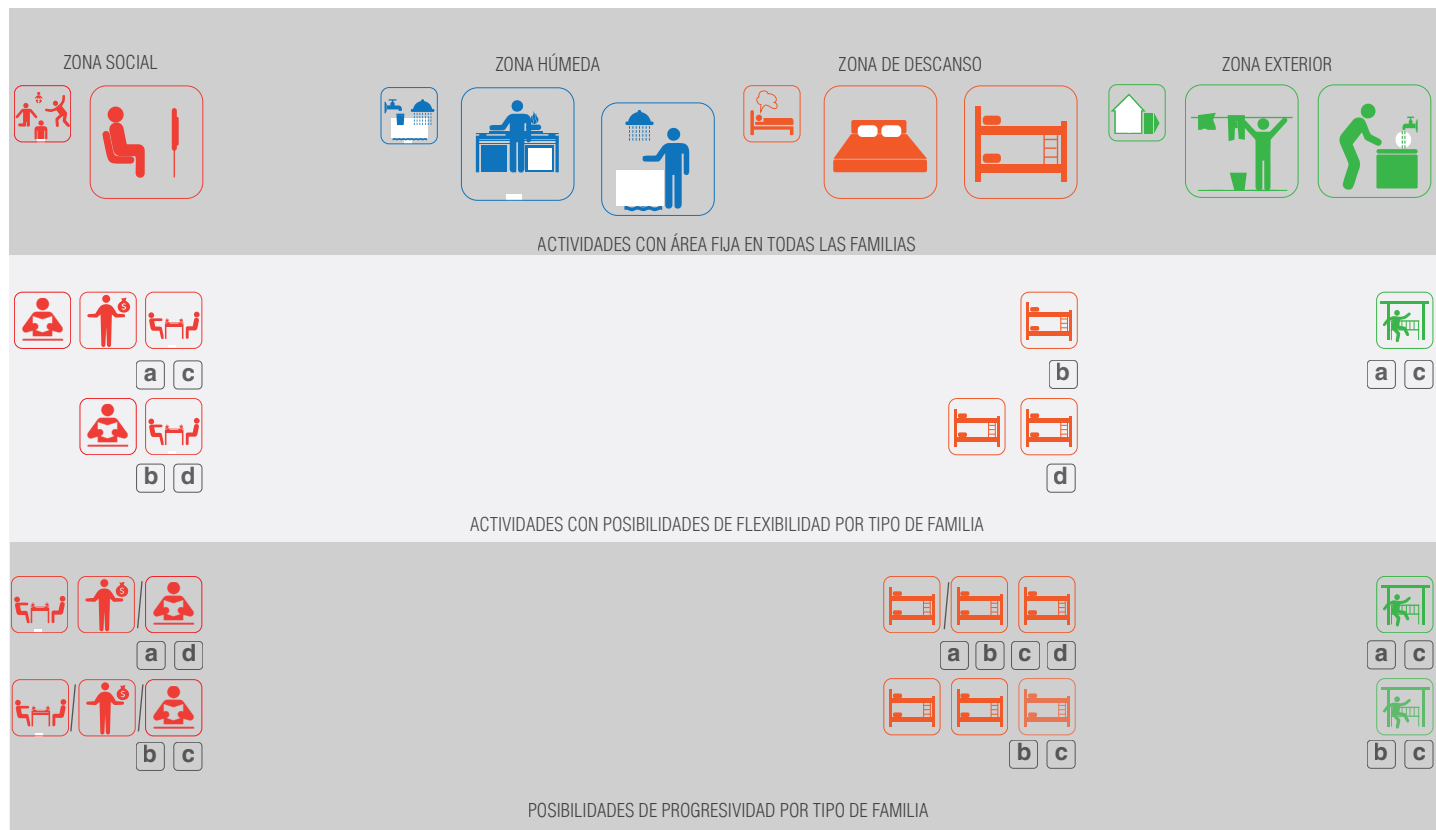 ZONA SOCIAL
ZONA HÚMEDA
ZONA DE DESCANSO
ZONA EXTERIOR
ACTIVIDADES CON ÁREA FIJA EN TODAS LAS FAMILIAS
$
a c
b
a c
b d
d
ACTIVIDADES CON POSIBILIDADES DE FLEXIBILIDAD POR TIPO DE FAMILIA
$
a d
a b c d
a c
$
b c
b c
b c
POSIBILIDADES DE PROGRESIVIDAD POR TIPO DE FAMILIA